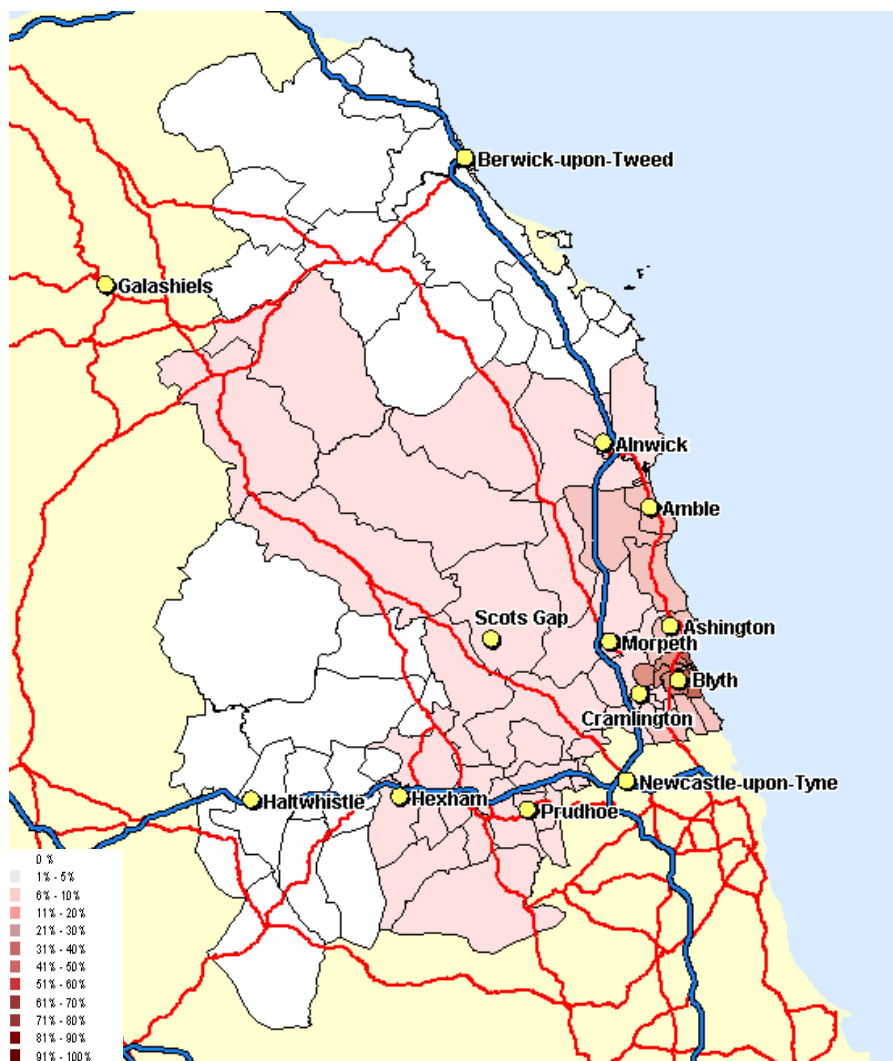 Berwick-upon-Tweed
Galashiels
Alnwick
Amble
Scots Gap
Ashington
Morpeth
Blyth
Cramlington
Newcastle-upon-Tyne
Haltwhistle
Hexham
Prudhoe
0 %
1% - 5%
6% - 10%
11% - 20%
21% - 30%
31% - 40%
41% - 50%
51% - 60%
61% - 70%
71% - 80%
81% - 90%
91% - 100%